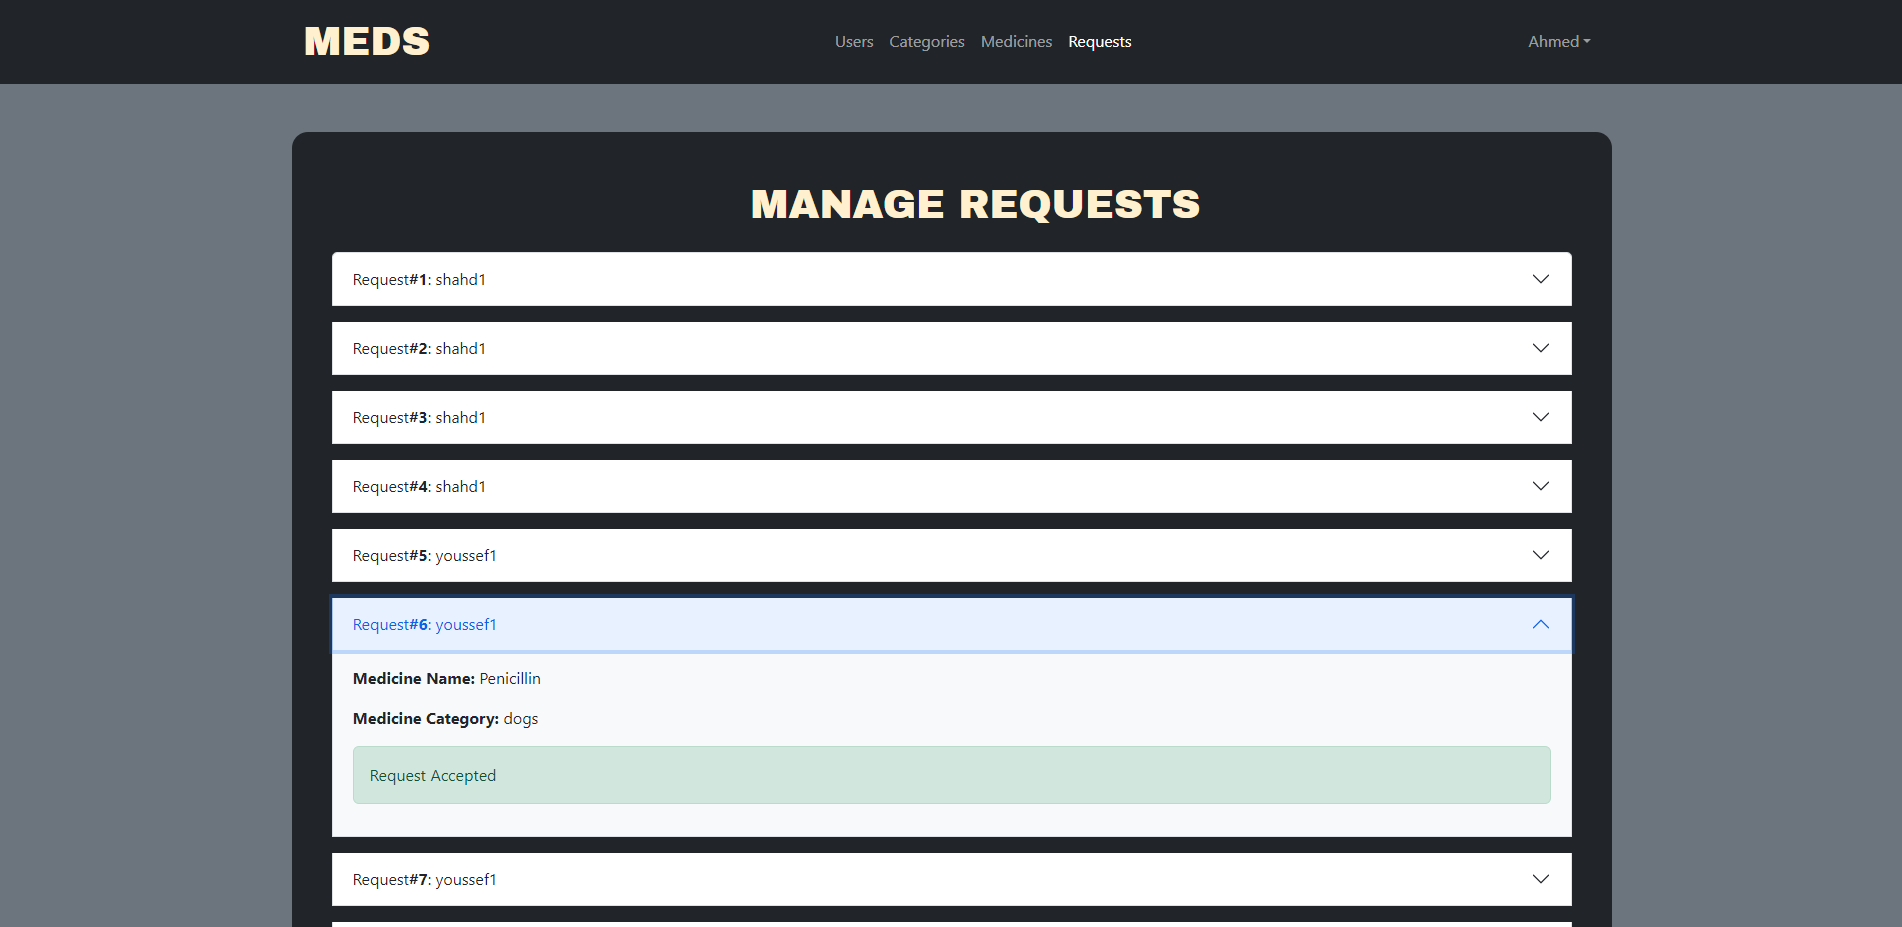 MEDS
Users Categories Medicines Requests
Ahmed
MANAGE REQUESTS
Request#1: shahd1
Request#2: shahd1
Request#3: shahd1
Request#4: shahd1
Request#5: youssef1
Request#6: youssef1
Medicine Name: Penicillin
Medicine Category: dogs
Request Accepted
Request#7: youssef1